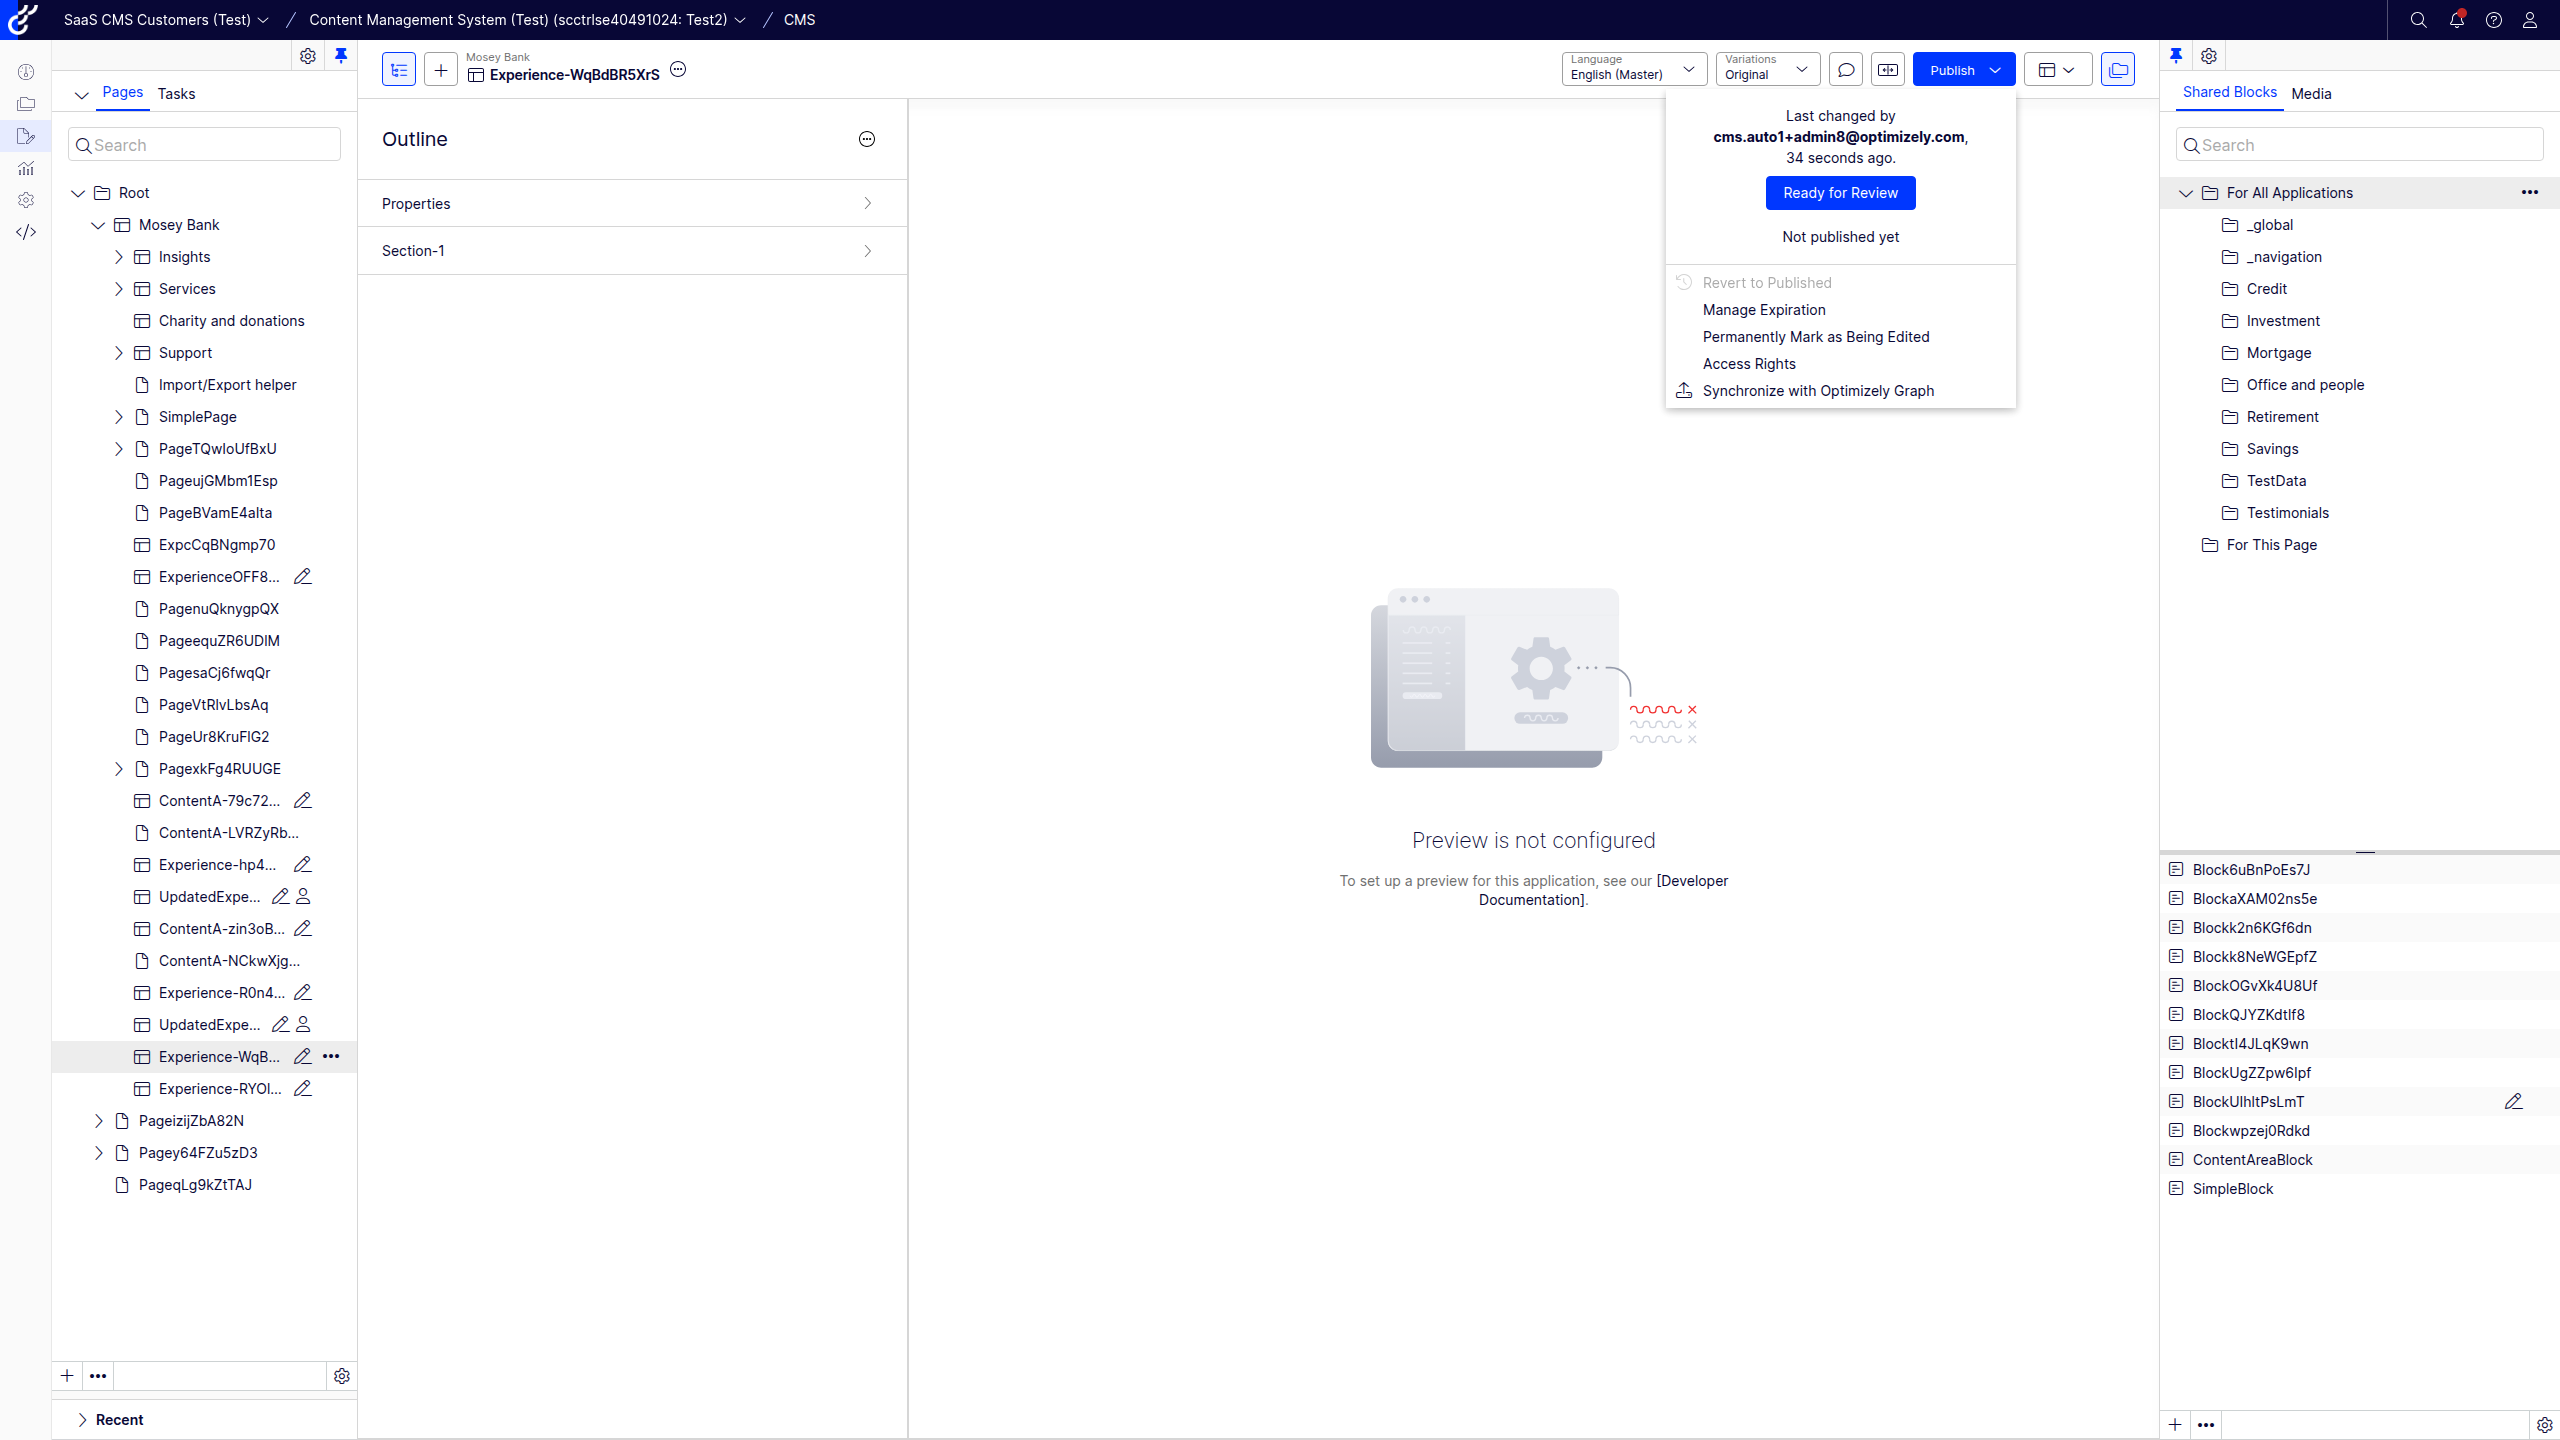 SaaS CMS Customers (Test) / Content Management System (Test) (scctrlse40491024: Test2) / CMS
Pages Tasks
Search
Root
Mosey Bank
Insights
Services
Charity and donations
Support
Import/Export helper
SimplePage
PageTQwIoUfBxU
PageujGMbm1Esp
PageBVamE4aIta
ExpcCqBNgmp70
ExperienceOFF8...
PagenuQknygpQX
PageequZR6UDIM
PagesaCj6fwqQr
PageVtRlvLbsAq
PageUr8KruFIG2
PagexkFg4RUUGE
ContentA-79c72...
ContentA-LVRZyRb...
Experience-hp4...
UpdatedExpe...
ContentA-zin3oB...
ContentA-NCkwXjg...
Experience-R0n4...
UpdatedExpe...
Experience-WqB...
Experience-RYOI...
PageizijZbA82N
Pagey64FZu5zD3
PageqLg9kZtTAJ
Recent
Mosey Bank
Experience-WqBdBR5XrS
Language
English (Master)
Variations
Original
Publish
Outline
Properties
Section-1
Last changed by
cms.auto1+admin8@optimizely.com,
34 seconds ago.
Ready for Review
Not published yet
Revert to Published
Manage Expiration
Permanently Mark as Being Edited
Access Rights
Synchronize with Optimizely Graph
Preview is not configured
To set up a preview for this application, see our [Developer
Documentation].
Shared Blocks Media
Search
For All Applications
_global
_navigation
Credit
Investment
Mortgage
Office and people
Retirement
Savings
TestData
Testimonials
For This Page
Block6uBnPoEs7J
BlockaXAM02ns5e
Blockk2n6KGf6dn
Blockk8NeWGEpfZ
BlockOGvXk4U8Uf
BlockQJYZKdtIf8
BlocktI4JLqK9wn
BlockUgZZpw6Ipf
BlockUIhItPsLmT
Blockwpzej0Rdkd
ContentAreaBlock
SimpleBlock